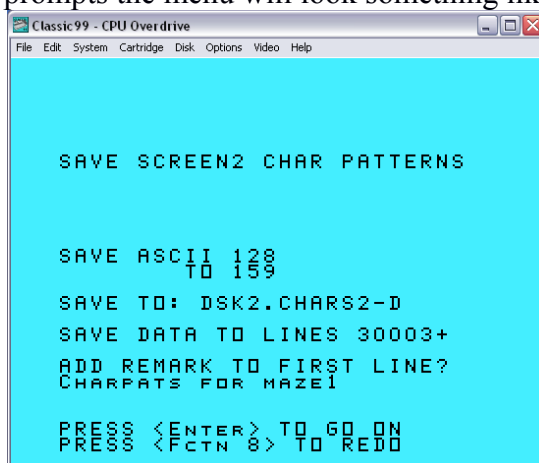 prompts the menu will look something lik
Classic99 - CPU Overdrive
File Edit System Cartridge Disk Options Video Help
SAVE SCREEN2 CHAR PATTERNS
SAVE ASCII 128
TO 159
SAVE TO: DSK2.CHARS2-D
SAVE DATA TO LINES 30003+
ADD REMARK TO FIRST LINE?
CHARPATS FOR MAZE1
PRESS <ENTER> TO GO ON
PRESS <FCTN 8> TO REDO